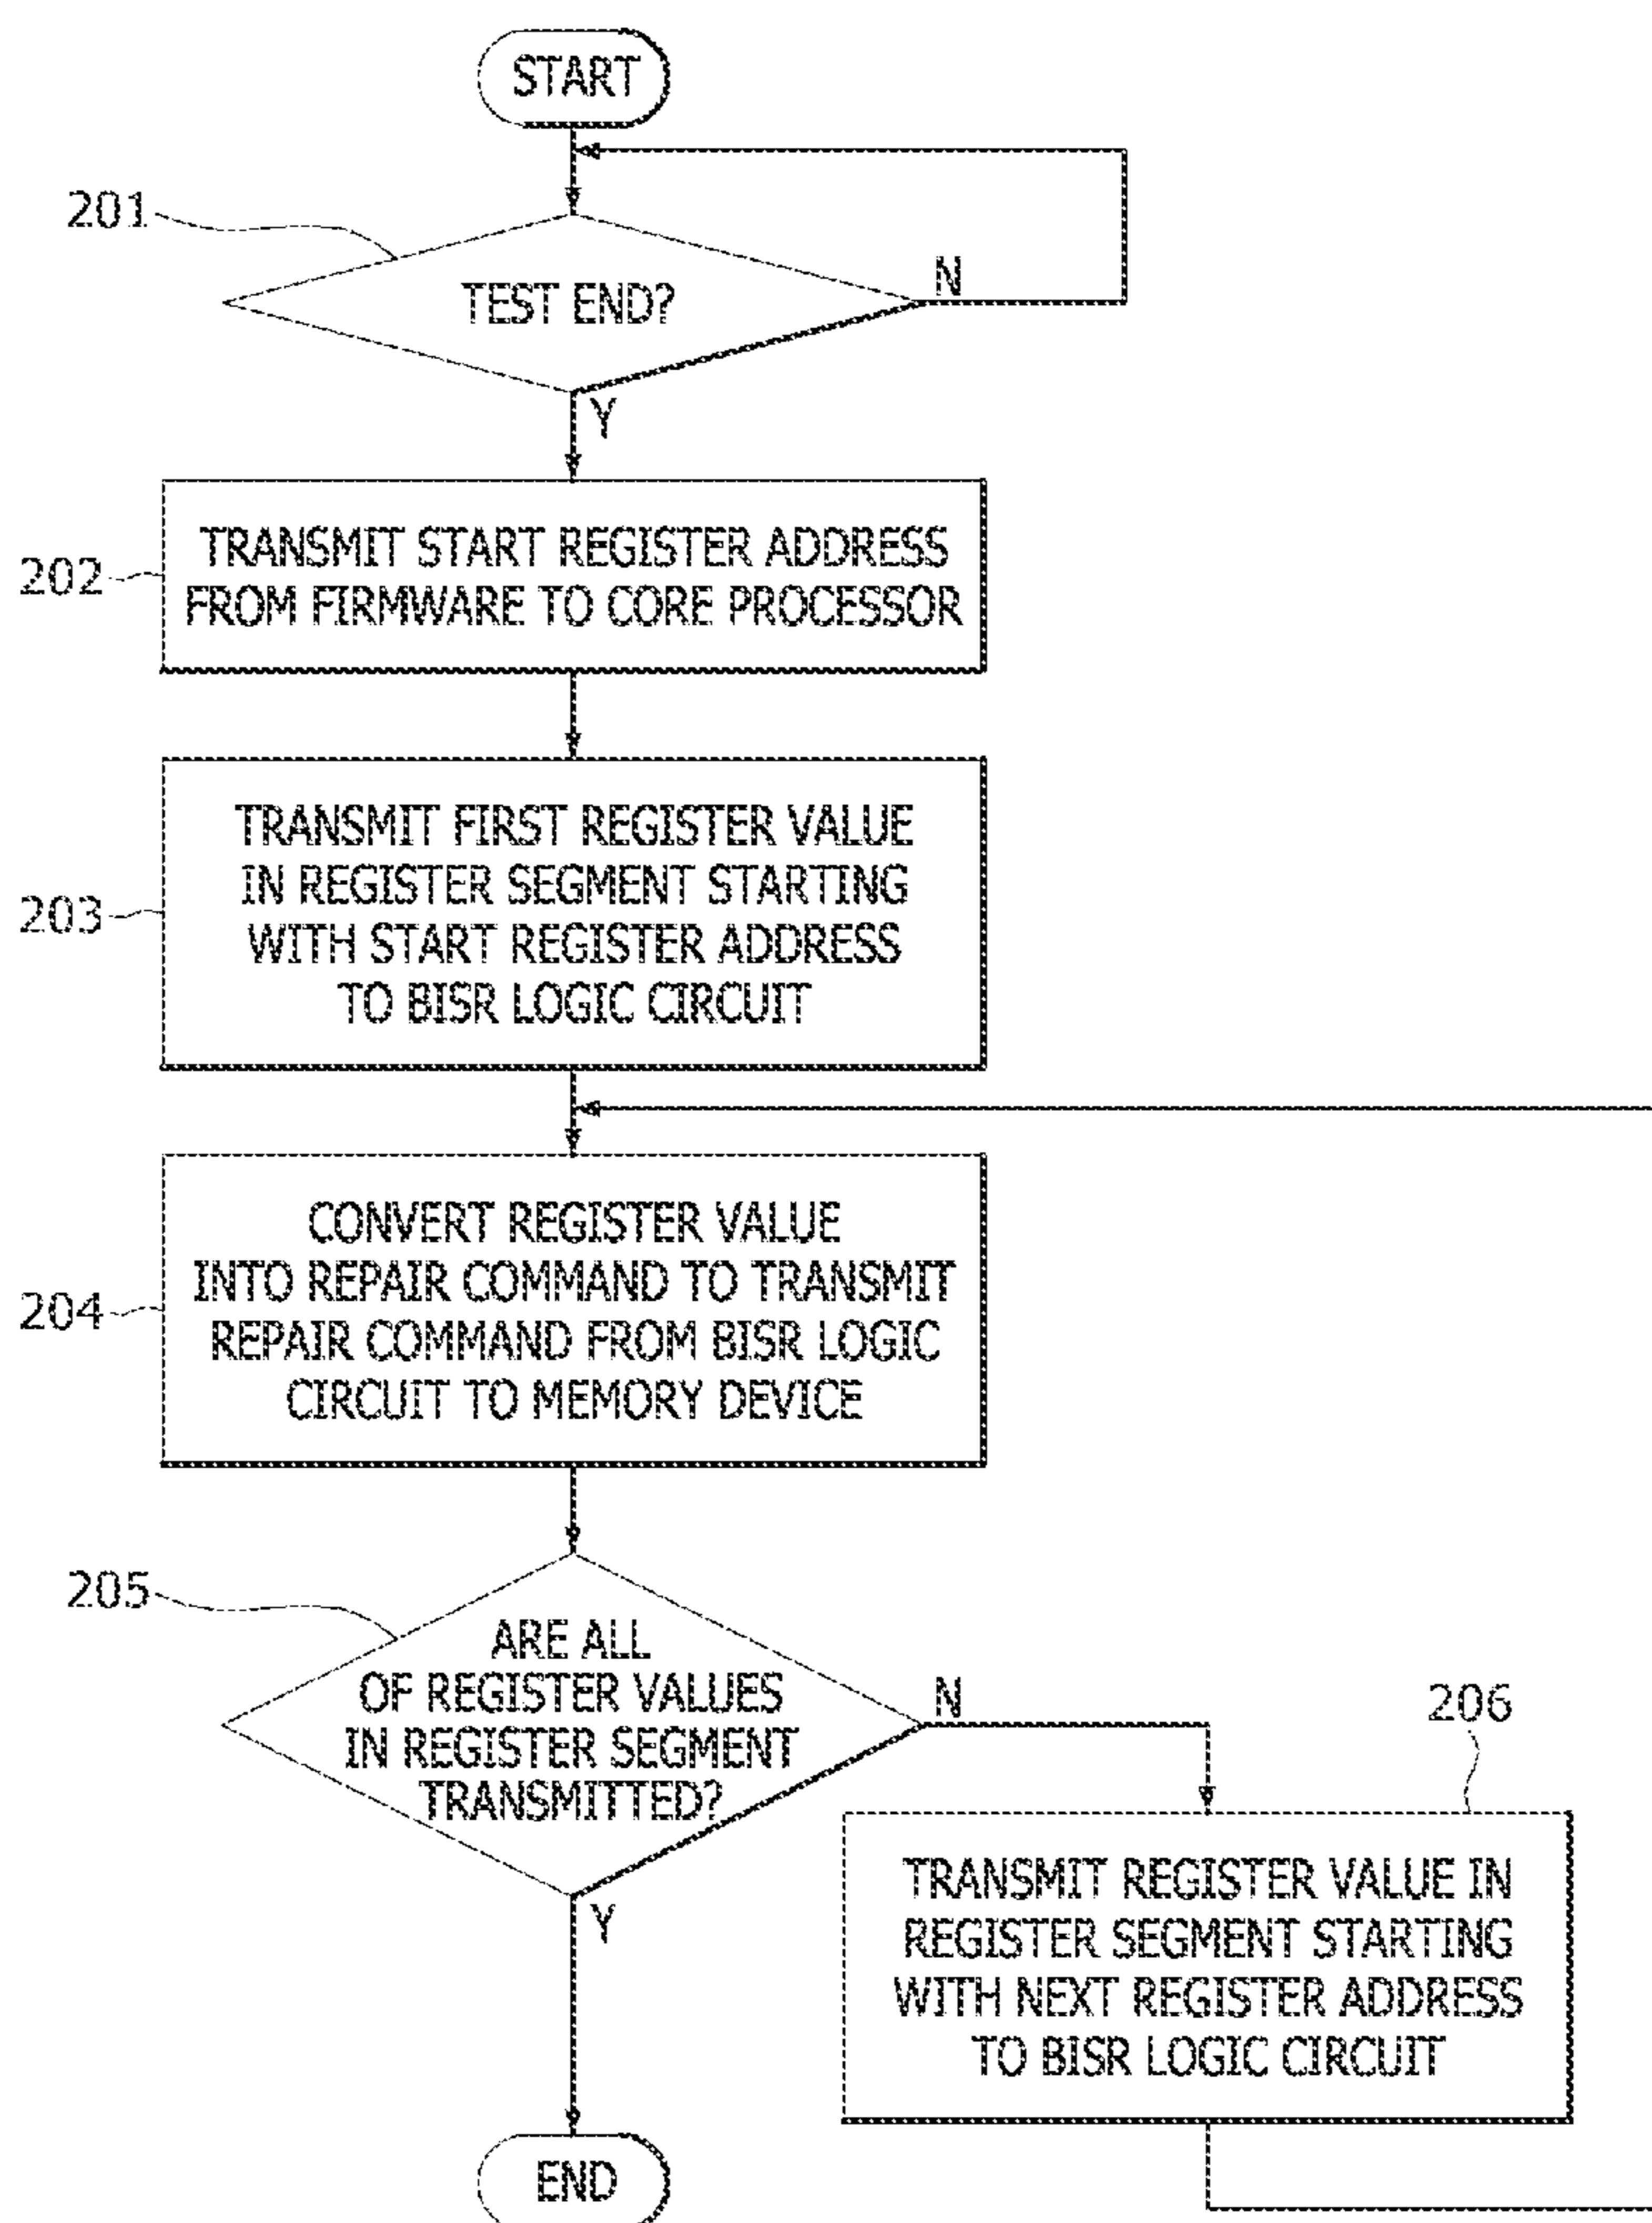 START
201
TEST END?
N
Y
202
TRANSMIT START REGISTER ADDRESS
FROM FIRMWARE TO CORE PROCESSOR
203
TRANSMIT FIRST REGISTER VALUE
IN REGISTER SEGMENT STARTING
WITH START REGISTER ADDRESS
TO BISR LOGIC CIRCUIT
204
CONVERT REGISTER VALUE
INTO REPAIR COMMAND TO TRANSMIT
REPAIR COMMAND FROM BISR LOGIC
CIRCUIT TO MEMORY DEVICE
205
ARE ALL
OF REGISTER VALUES
IN REGISTER SEGMENT
TRANSMITTED?
N
Y
206
TRANSMIT REGISTER VALUE IN
REGISTER SEGMENT STARTING
WITH NEXT REGISTER ADDRESS
TO BISR LOGIC CIRCUIT
END